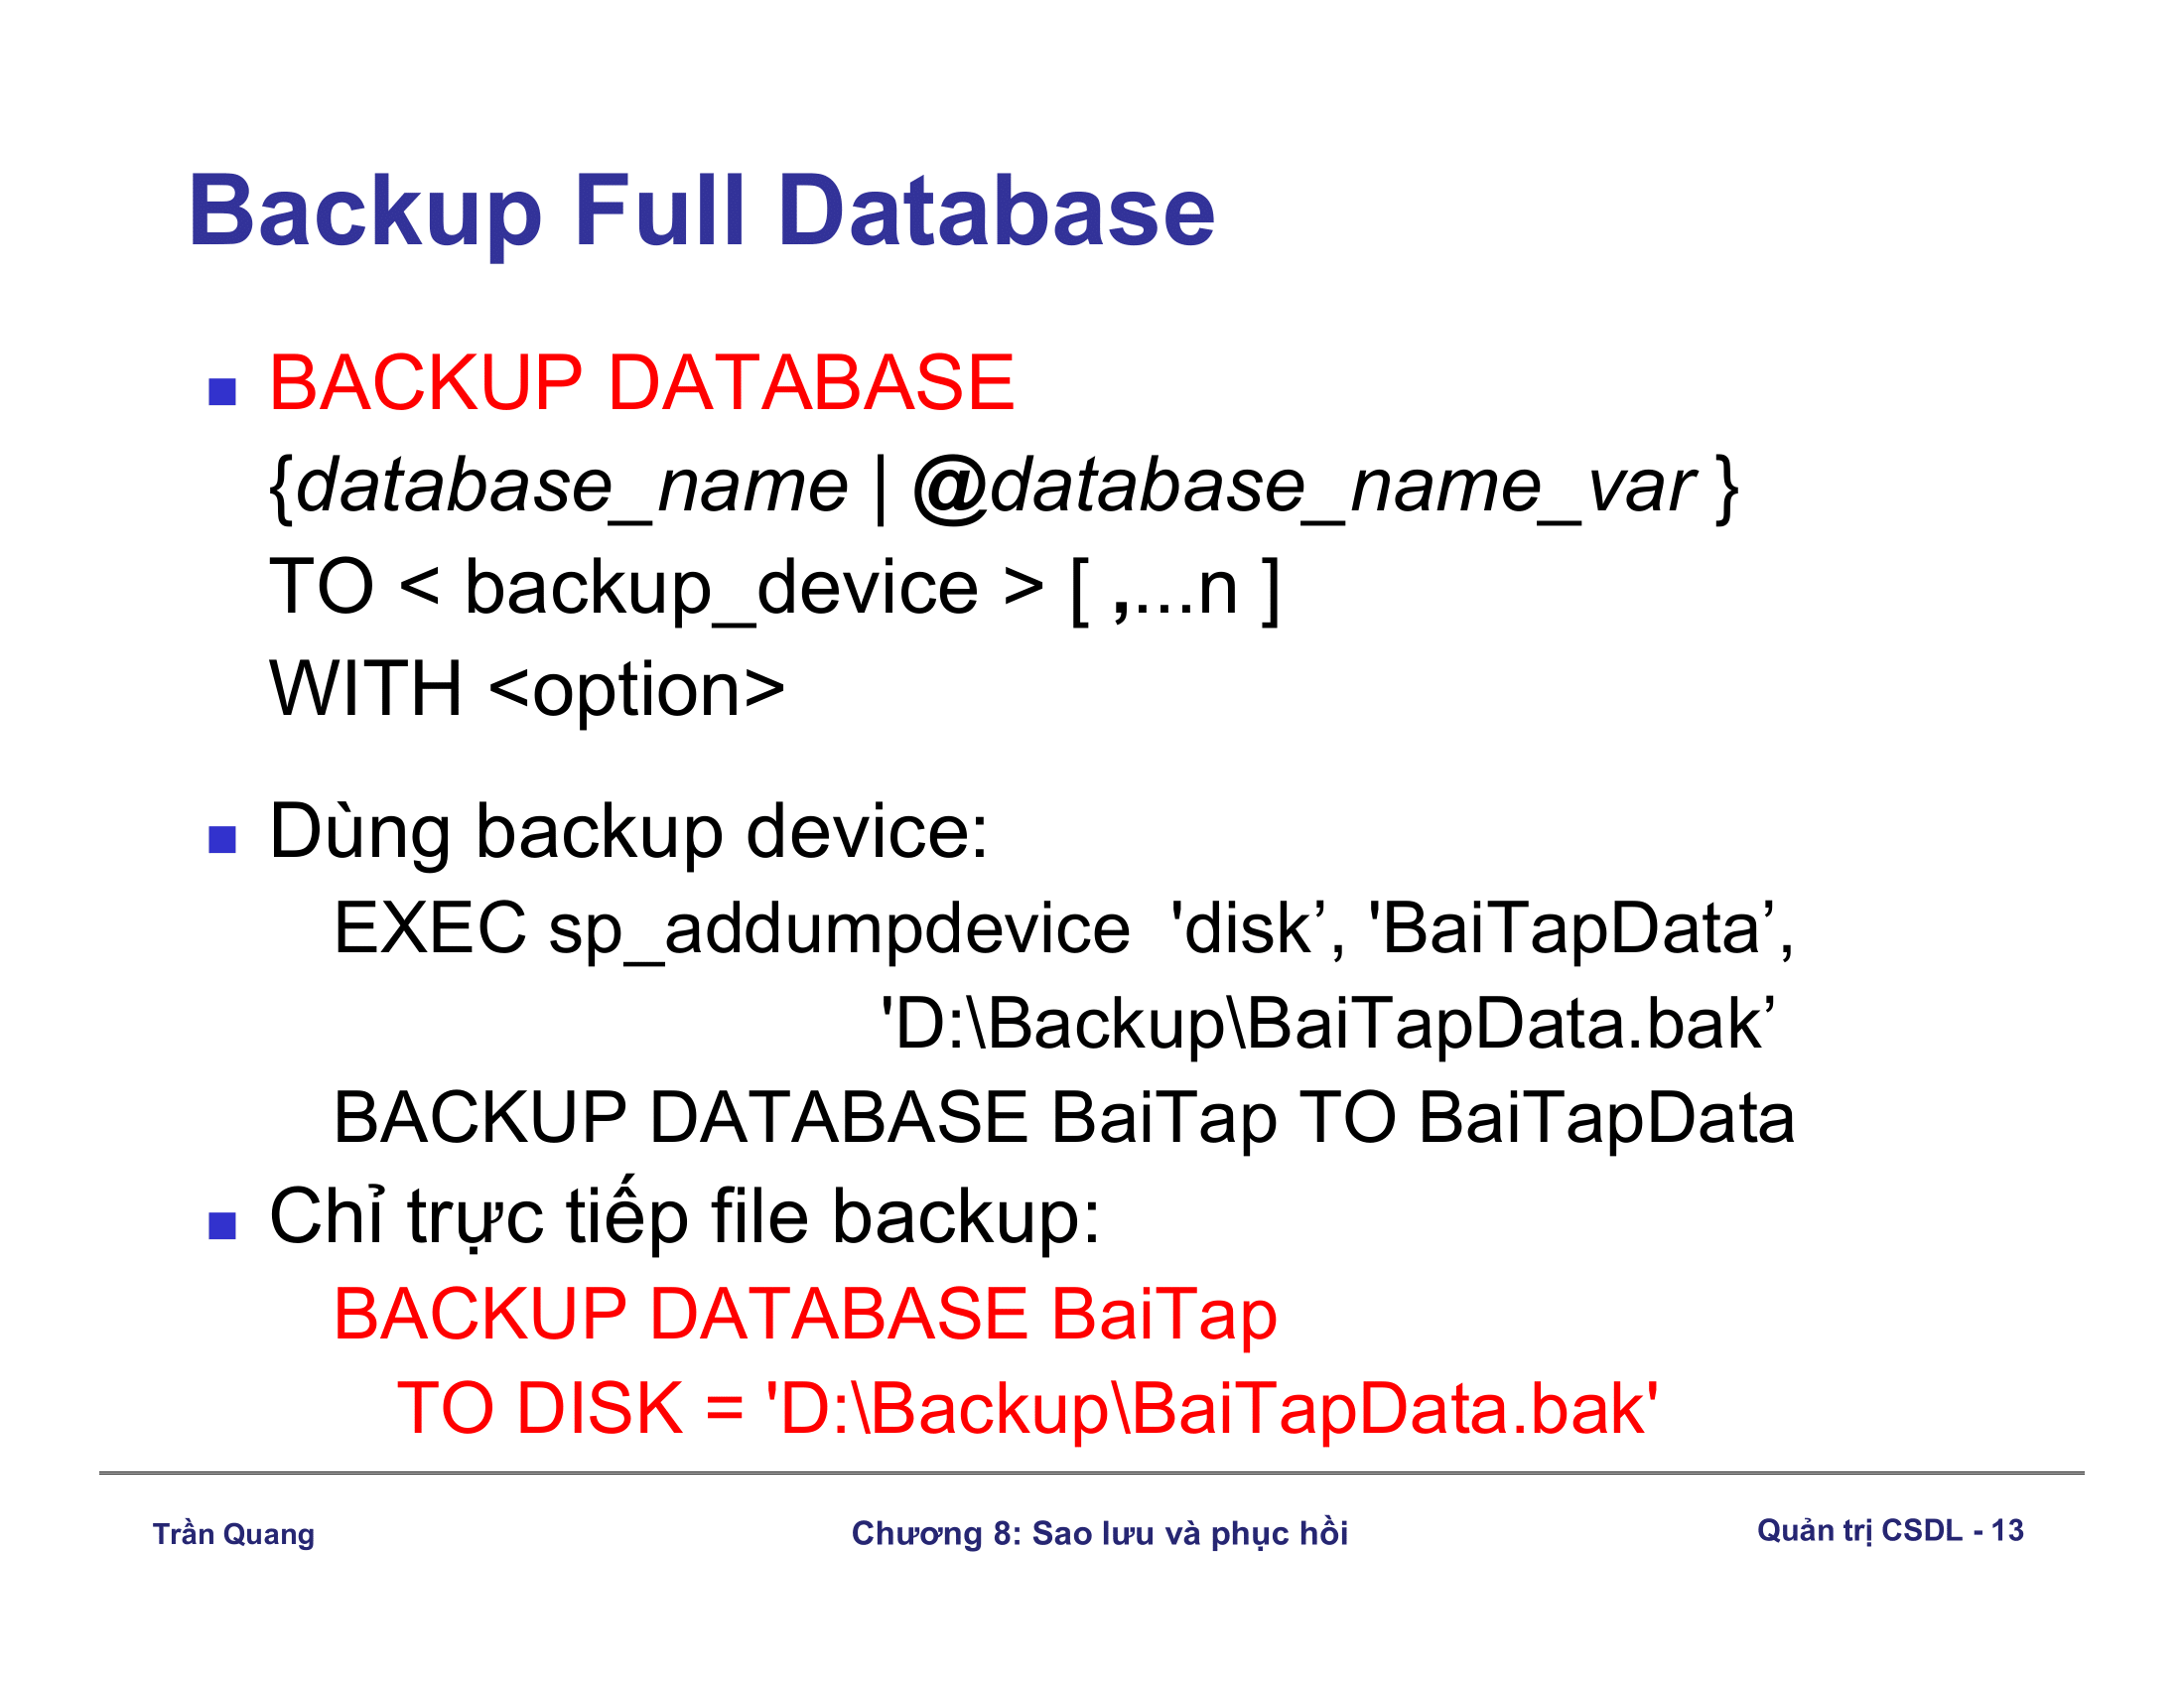 Backup Full Database
BACKUP DATABASE
{database_name | @database_name_var }
TO < backup_device > [ ,...n ]
WITH <option>
Dùng backup device:
EXEC sp_addumpdevice 'disk’, 'BaiTapData’,
'D:\Backup\BaiTapData.bak’
BACKUP DATABASE BaiTap TO BaiTapData
Chỉ trực tiếp file backup:
BACKUP DATABASE BaiTap
TO DISK = 'D:\Backup\BaiTapData.bak'
Trần Quang
Chương 8: Sao lưu và phục hồi
Quản trị CSDL - 13